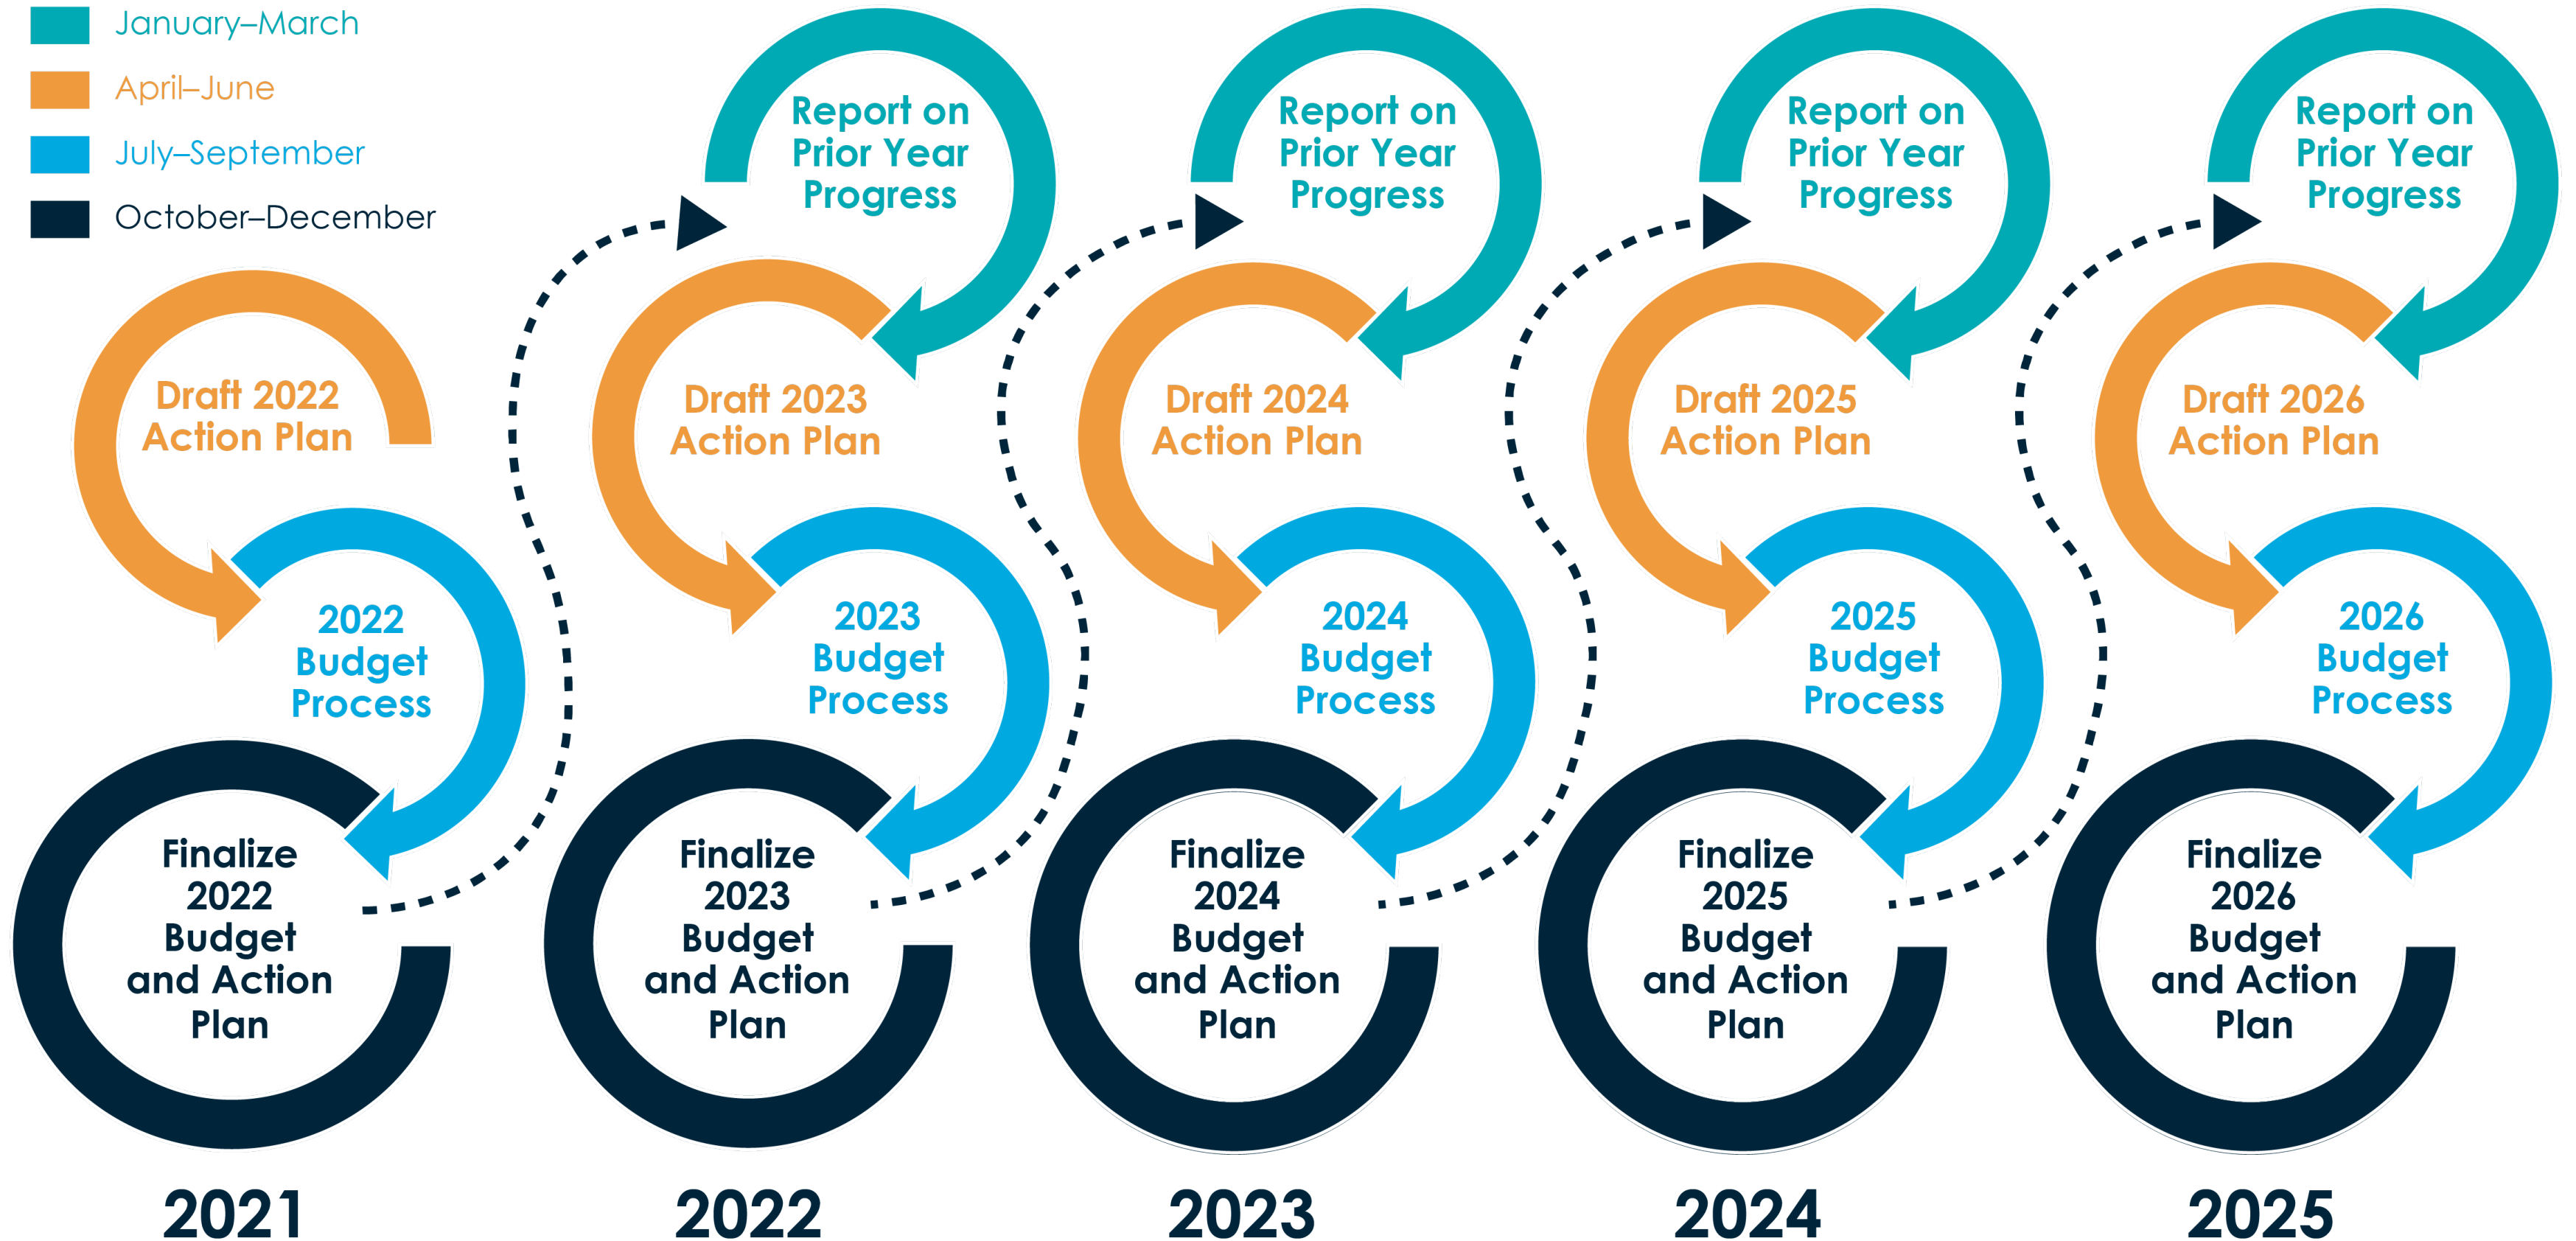 January–March
April–June
July–September
October–December
Draft 2022
Action Plan
2022
Budget
Process
Finalize
2022
Budget
and Action
Plan
2021
Report on
Prior Year
Progress
Draft 2023
Action Plan
2023
Budget
Process
Finalize
2023
Budget
and Action
Plan
2022
Report on
Prior Year
Progress
Draft 2024
Action Plan
2024
Budget
Process
Finalize
2024
Budget
and Action
Plan
2023
Report on
Prior Year
Progress
Draft 2025
Action Plan
2025
Budget
Process
Finalize
2025
Budget
and Action
Plan
2024
Report on
Prior Year
Progress
Draft 2026
Action Plan
2026
Budget
Process
Finalize
2026
Budget
and Action
Plan
2025